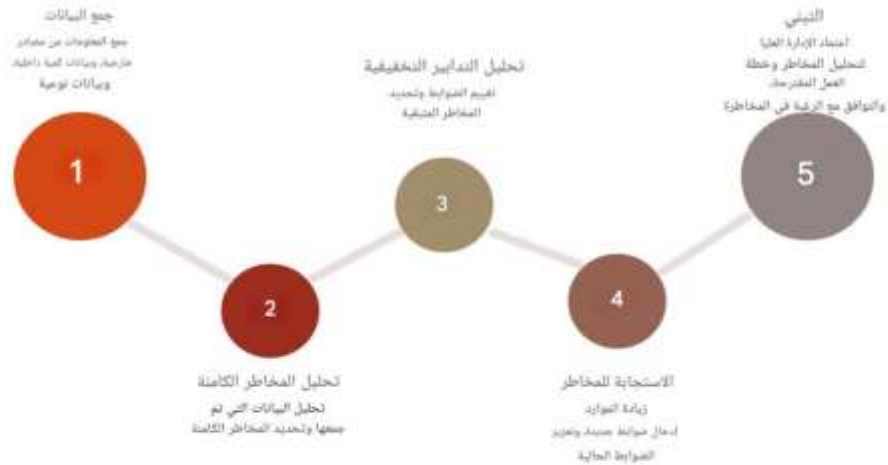 جمع البيانات
جمع المعلومات من مصادر
خارجية، وبيانات كمية داخلية،
وبيانات نوعية
1
تحليل المخاطر الكامنة
تحليل البيانات التي تم
جمعها وتحديد المخاطر الكامنة
2
تحليل التدابير التخفيفية
تقييم الضوابط وتحديد
المخاطر المتبقية
3
الاستجابة للمخاطر
زيادة الموارد
إدخال ضوابط جديدة، وتعزيز
الضوابط الحالية
4
التبني
اعتماد الإدارة العليا
لتحليل المخاطر وخطة
العمل المقترحة،
والتوافق مع الرغبة في المخاطرة
5